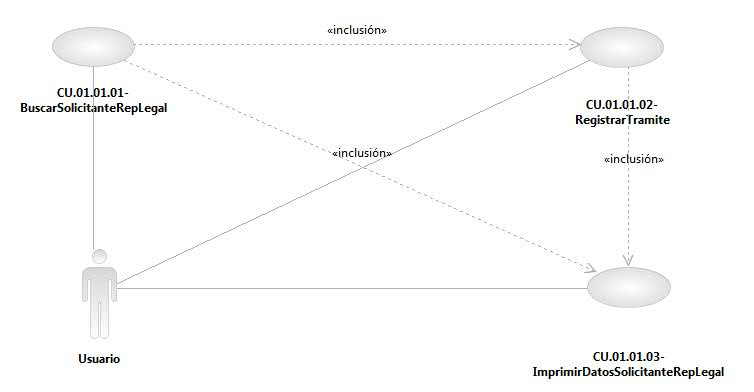 «inclusión»
CU.01.01.01-
BuscarSolicitanteRepLegal
CU.01.01.02-
RegistrarTramite
«inclusión»
«inclusión»
Usuario
CU.01.01.03-
ImprimirDatosSolicitanteRepLegal